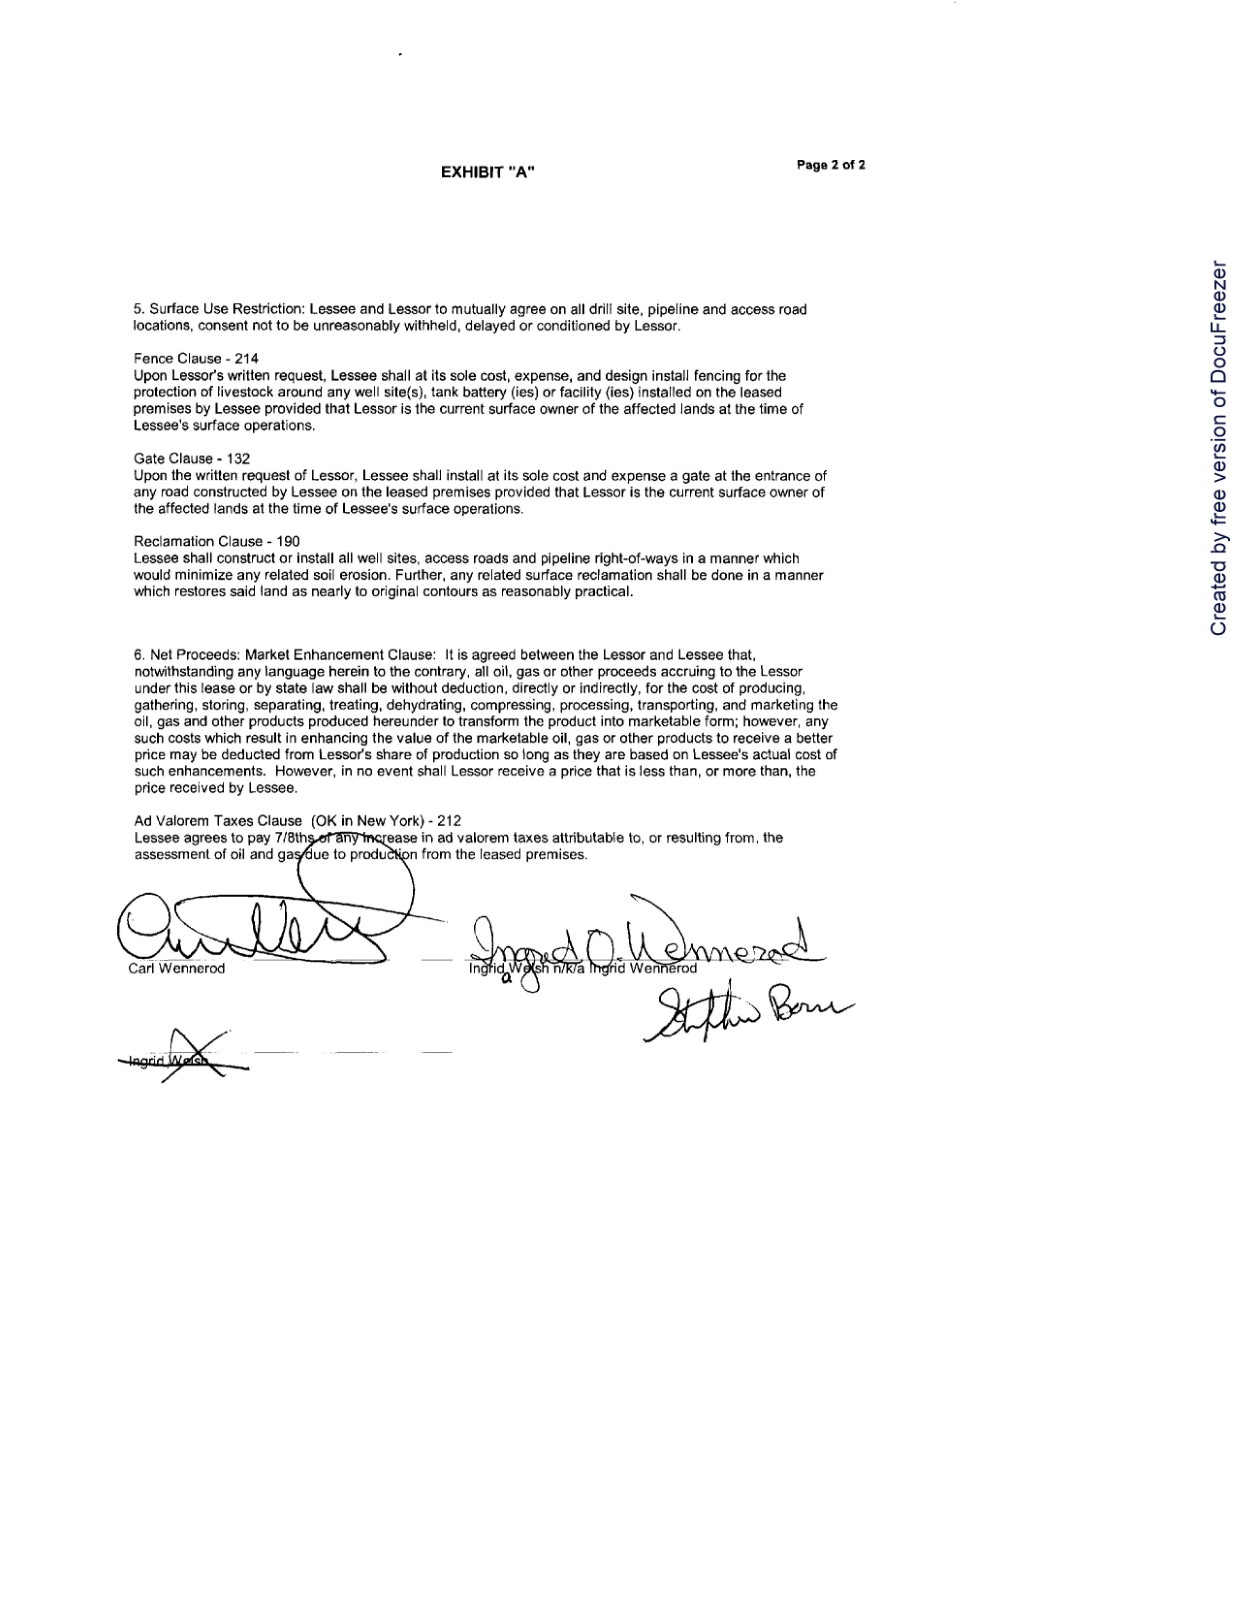 EXHIBIT "A"
Page 2 of 2
5. Surface Use Restriction: Lessee and Lessor to mutually agree on all drill site, pipeline and access road
locations, consent not to be unreasonably withheld, delayed or conditioned by Lessor.
Fence Clause - 214
Upon Lessor's written request, Lessee shall at its sole cost, expense, and design install fencing for the
protection of livestock around any well site(s), tank battery (ies) or facility (ies) installed on the leased
premises by Lessee provided that Lessor is the current surface owner of the affected lands at the time of
Lessee's surface operations.
Gate Clause - 132
Upon the written request of Lessor, Lessee shall install at its sole cost and expense a gate at the entrance of
any road constructed by Lessee on the leased premises provided that Lessor is the current surface owner of
the affected lands at the time of Lessee's surface operations.
Reclamation Clause - 190
Lessee shall construct or install all well sites, access roads and pipeline right-of-ways in a manner which
would minimize any related soil erosion. Further, any related surface reclamation shall be done in a manner
which restores said land as nearly to original contours as reasonably practical.
6. Net Proceeds: Market Enhancement Clause: It is agreed between the Lessor and Lessee that,
notwithstanding any language herein to the contrary, all oil, gas or other proceeds accruing to the Lessor
under this lease or by state law shall be without deduction, directly or indirectly, for the cost of producing,
gathering, storing, separating, treating, dehydrating, compressing, processing, transporting, and marketing the
oil, gas and other products produced hereunder to transform the product into marketable form; however, any
such costs which result in enhancing the value of the marketable oil, gas or other products to receive a better
price may be deducted from Lessor's share of production so long as they are based on Lessee's actual cost of
such enhancements. However, in no event shall Lessor receive a price that is less than, or more than, the
price received by Lessee.
Ad Valorem Taxes Clause (OK in New York) - 212
Lessee agrees to pay 7/8ths of any increase in ad valorem taxes attributable to, or resulting from, the
assessment of oil and gas due to production from the leased premises.
Ingrid O. Wennerod
Carl Wennerod
Ingrid Welsh n/k/a Ingrid Wennerod
a
Ingrid Welsh
Created by free version of DocuFreezer